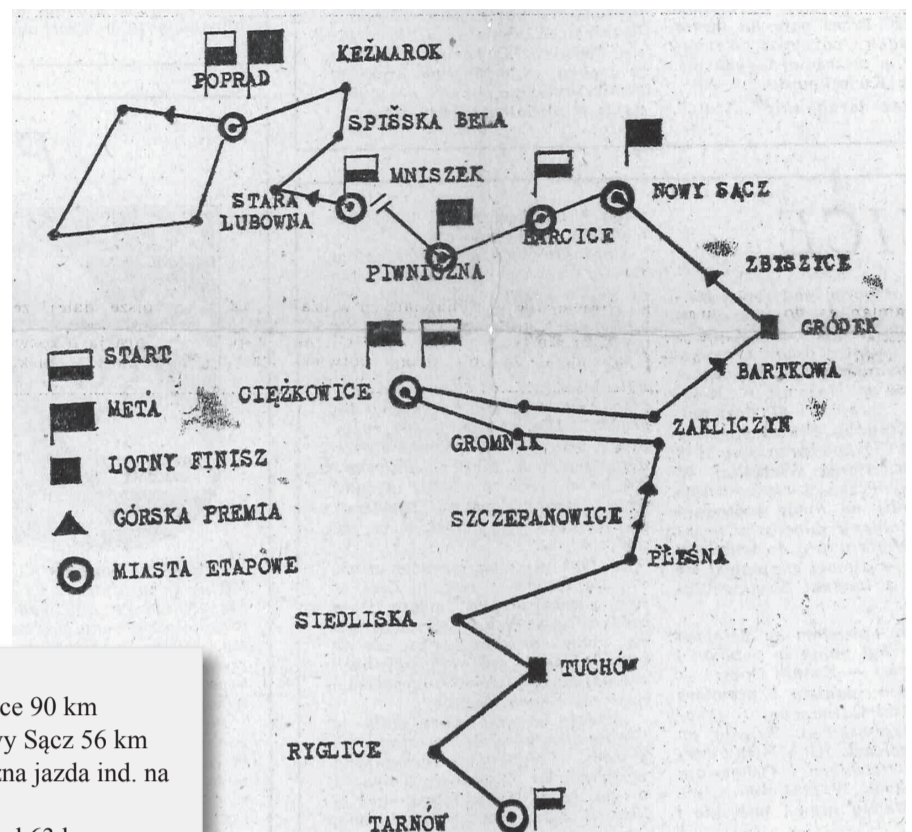 POPRAD
KEŽMAROK
SPIŠSKA BELA
STARA
LUBOWNA
MNISZEK
PIWNICZNA
BARCICE
NOWY SĄCZ
ZBYSZYCE
GRÓDEK
BARTKOWA
START
META
LOTNY FINISZ
GÓRSKA PREMIA
MIASTA ETAPOWE
CIĘŻKOWICE
GROMNIK
ZAKLICZYN
SZCZEPANOWICE
PLEŚNA
SIEDLISKA
TUCHÓW
RYGLICE
TARNÓW
ce 90 km
y Sącz 56 km
zna jazda ind. na